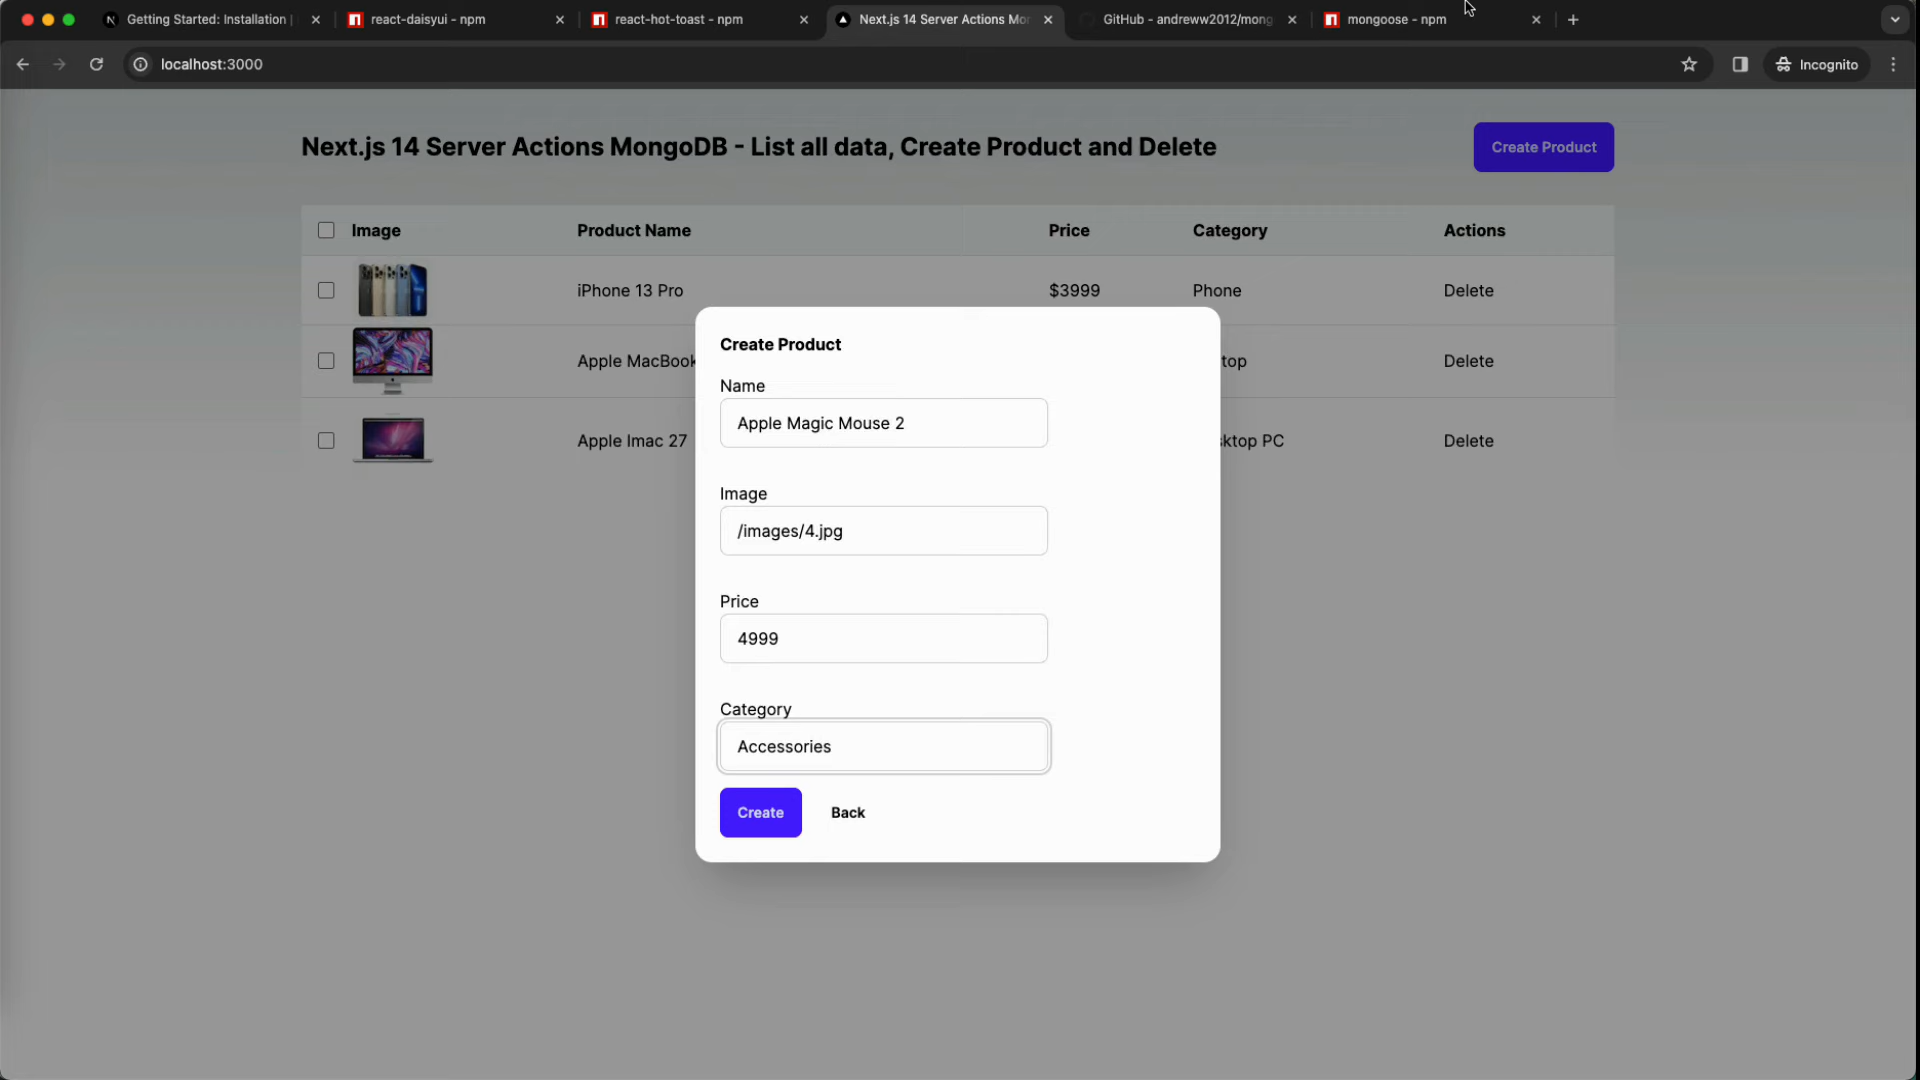 Getting Started: Installation
react-daisyui - npm
react-hot-toast - npm
Next.js 14 Server Actions Mon
GitHub - andreww2012/mong
mongoose - npm
localhost:3000
Incognito
Next.js 14 Server Actions MongoDB - List all data, Create Product and Delete
Create Product
Image Product Name Price Category Actions
iPhone 13 Pro $3999 Phone Delete
Apple MacBook top Delete
Apple Imac 27 sktop PC Delete
Create Product
Name
Apple Magic Mouse 2
Image
/images/4.jpg
Price
4999
Category
Accessories
Create Back